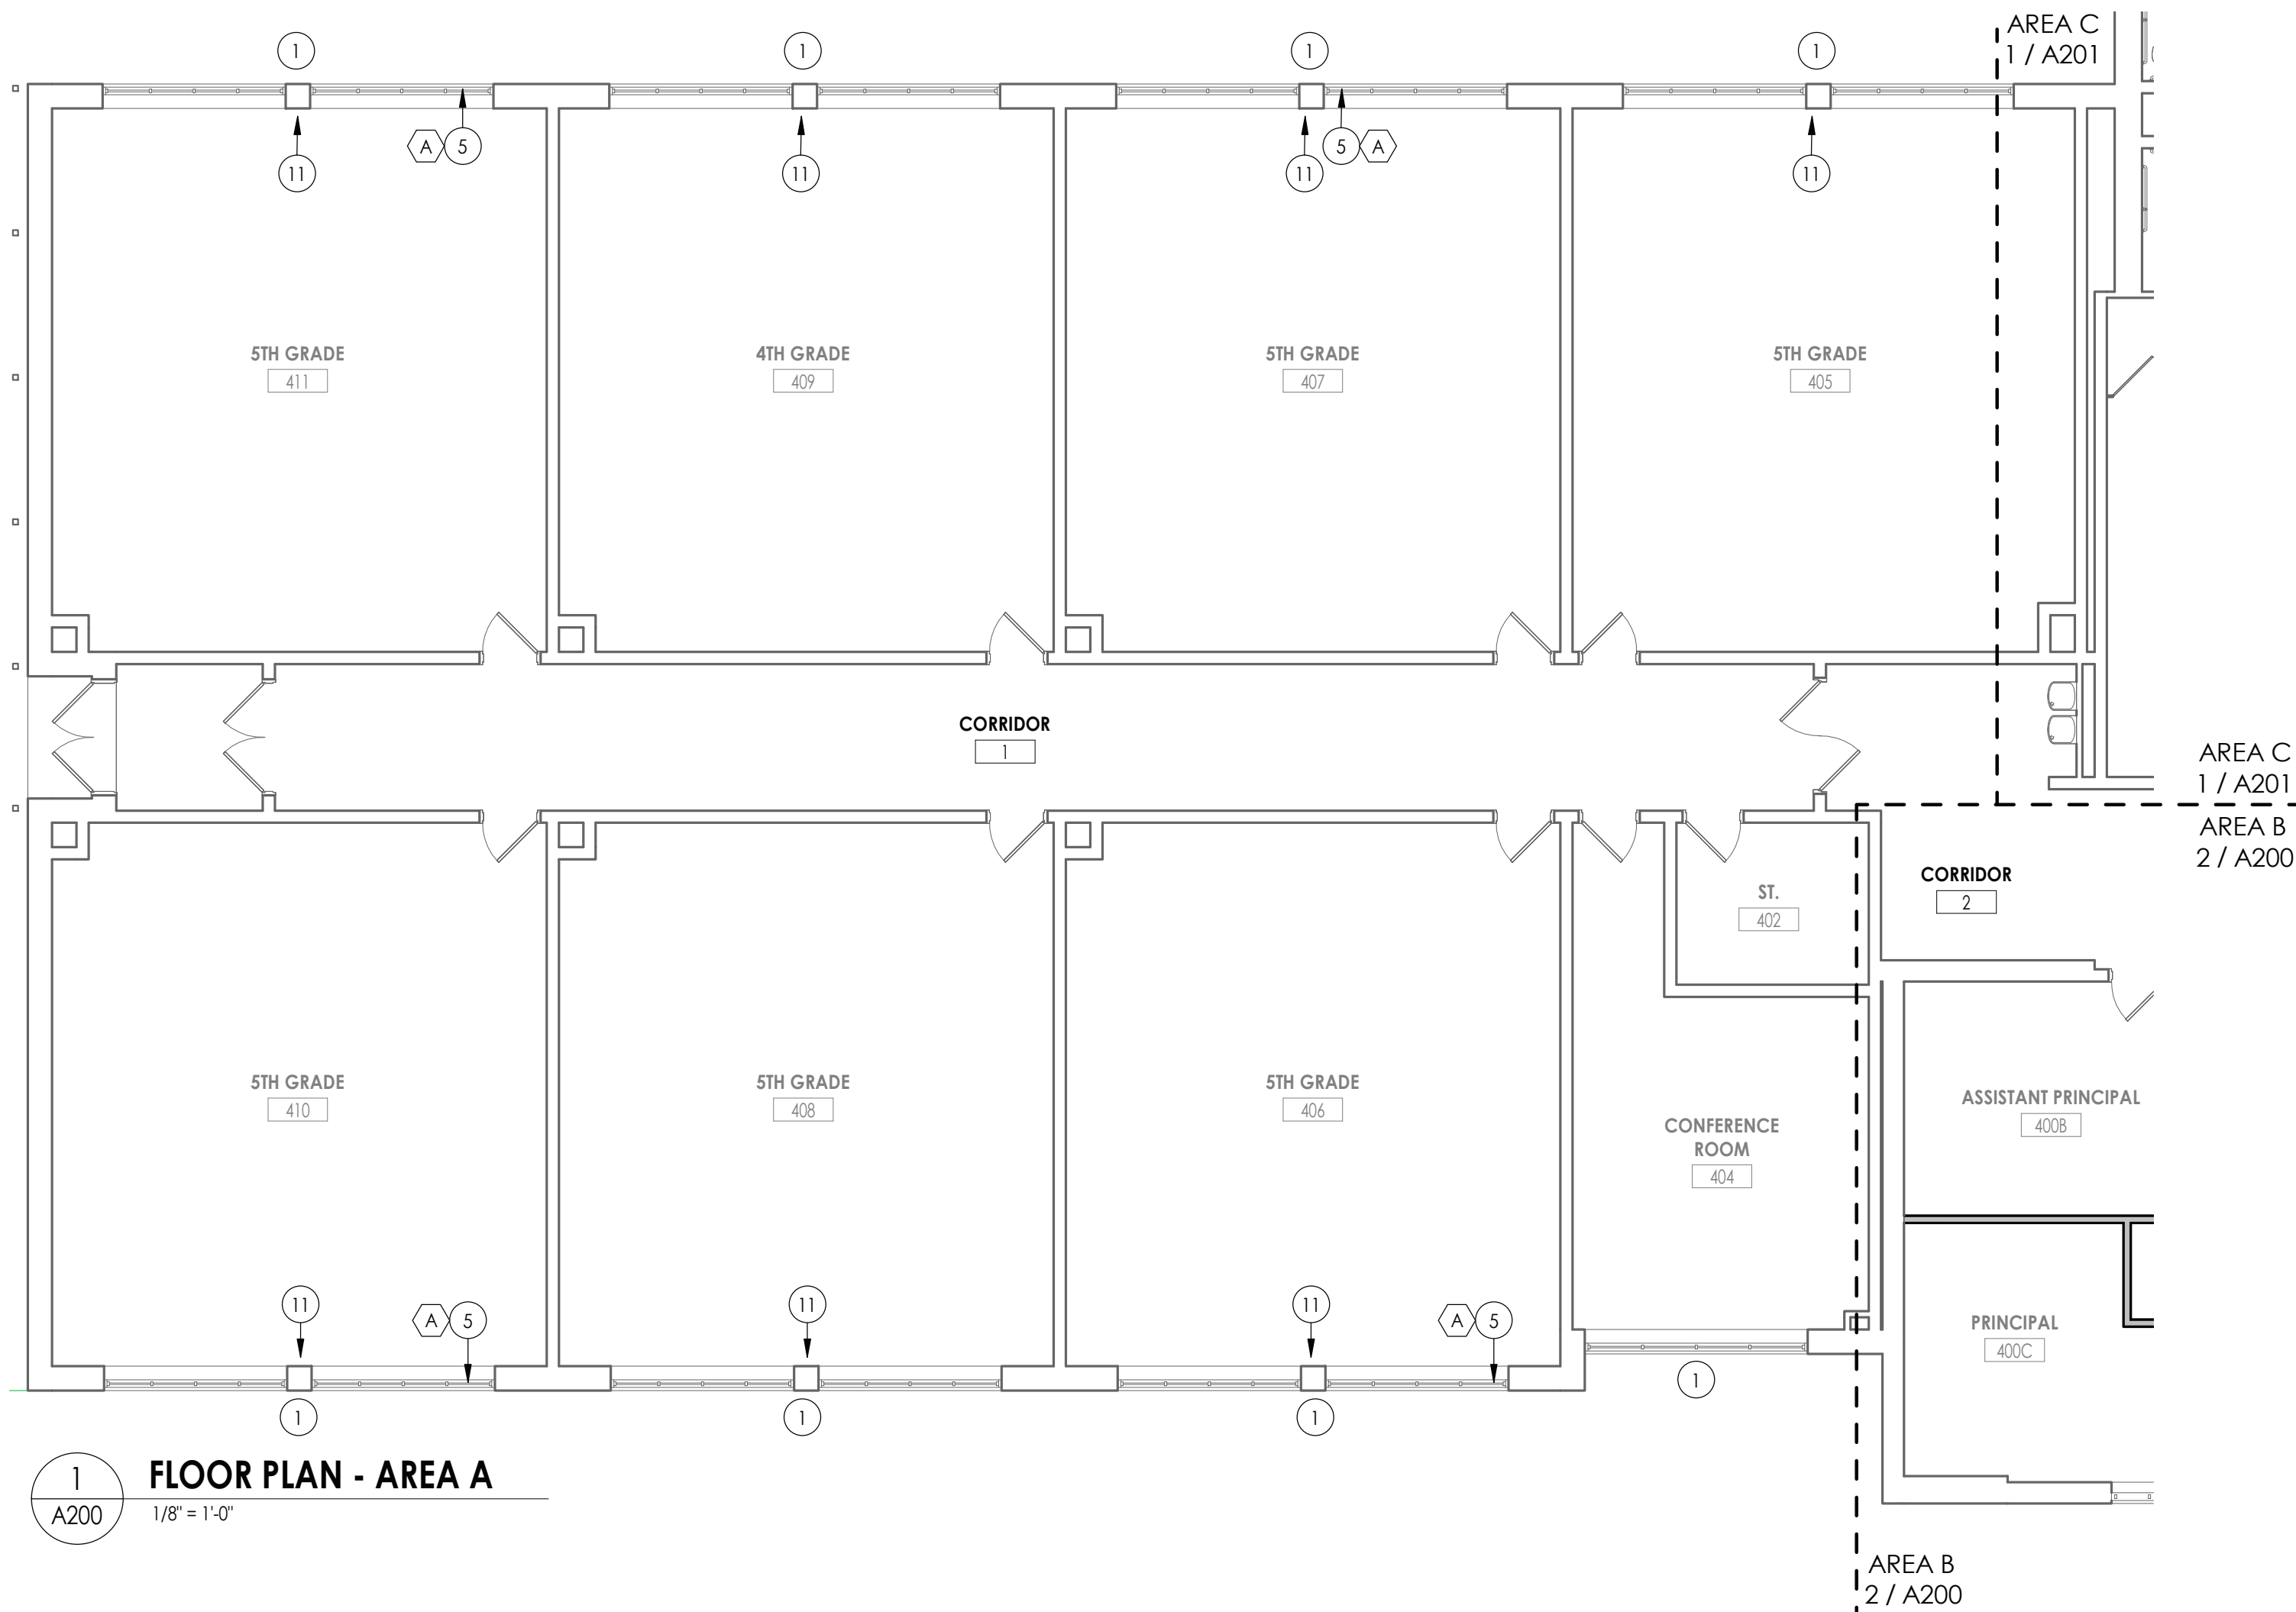 AREA C
1 / A201
1
1
1
1
A
5
5
A
11
11
11
11
5TH GRADE
411
4TH GRADE
409
5TH GRADE
407
5TH GRADE
405
CORRIDOR
1
AREA C
1 / A201
AREA B
2 / A200
CORRIDOR
2
ST.
402
5TH GRADE
410
5TH GRADE
408
5TH GRADE
406
CONFERENCE
ROOM
404
ASSISTANT PRINCIPAL
400B
PRINCIPAL
400C
11
11
11
A
5
A
5
1
1
1
1
1
A200
FLOOR PLAN - AREA A
1/8" = 1'-0"
AREA B
2 / A200